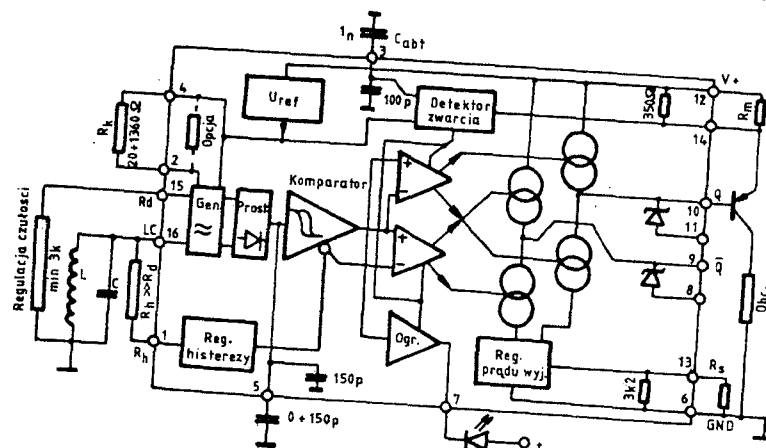 1n
Cabt
3
V+
4
Uref
100p
Detektor
zwarcia
350Ω
12
Rm
14
Rk
20÷1360Ω
Opcja
2
15
Rd
Komparator
Q
10
Gen.
Prost.
11
LC
16
Regulacja czułości
min 3k
L
C
Rh≫Rd
9
Q̅
8
Obc.
1
Rh
Reg.
histerezy
Ogr.
Reg.
prądu wyj.
13
Rs
150p
3k2
5
7
6
GND
0÷150p
+